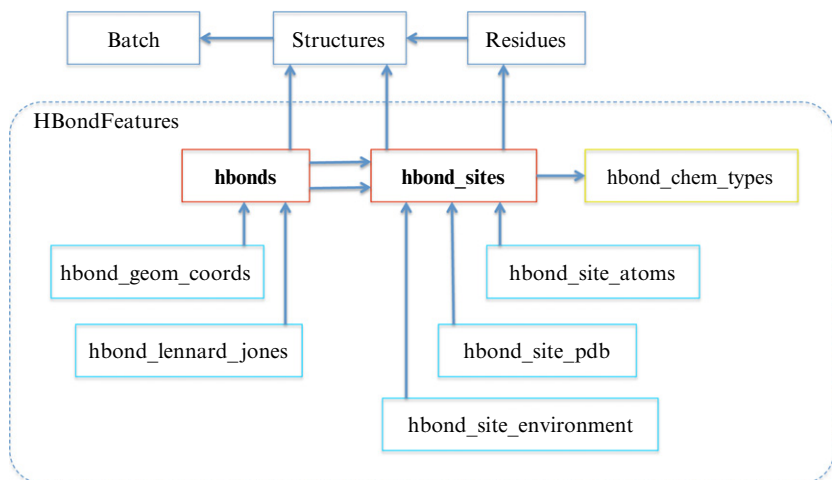 Batch
Structures
Residues
HBondFeatures
hbonds
hbond_sites
hbond_chem_types
hbond_geom_coords
hbond_site_atoms
hbond_lennard_jones
hbond_site_pdb
hbond_site_environment